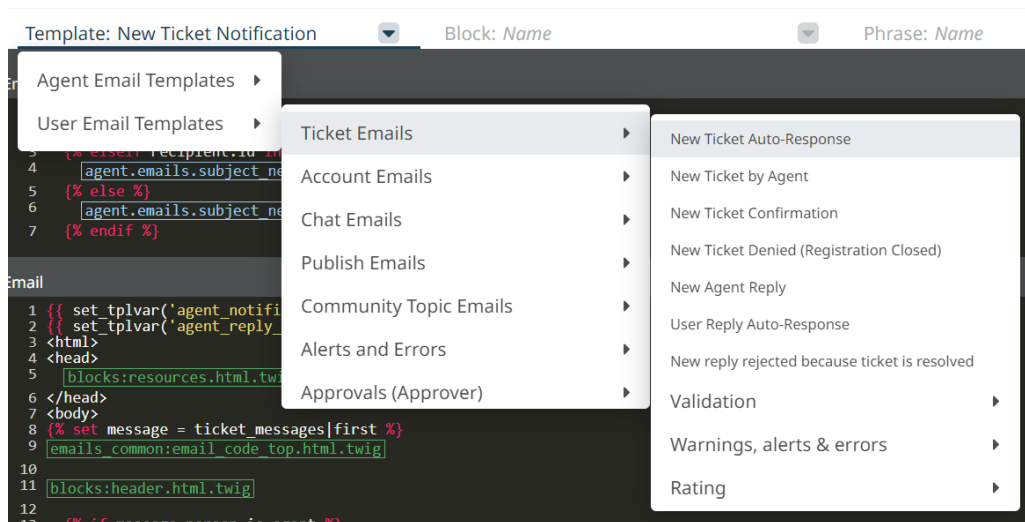 Template: New Ticket Notification
Block: Name
Phrase: Name
Agent Email Templates
User Email Templates
Ticket Emails
Account Emails
Chat Emails
Publish Emails
Community Topic Emails
Alerts and Errors
Approvals (Approver)
New Ticket Auto-Response
New Ticket by Agent
New Ticket Confirmation
New Ticket Denied (Registration Closed)
New Agent Reply
User Reply Auto-Response
New reply rejected because ticket is resolved
Validation
Warnings, alerts & errors
Rating
3 {% elseif recipient.id in
4 agent.emails.subject_ne
5 {% else %}
6 agent.emails.subject_ne
7 {% endif %}
Email
1 {{ set_tplvar('agent_notifi
2 {{ set_tplvar('agent_reply_
3 <html>
4 <head>
5 blocks:resources.html.twi
6 </head>
7 <body>
8 {% set message = ticket_messages|first %}
9 emails_common:email_code_top.html.twig
10
11 blocks:header.html.twig
12